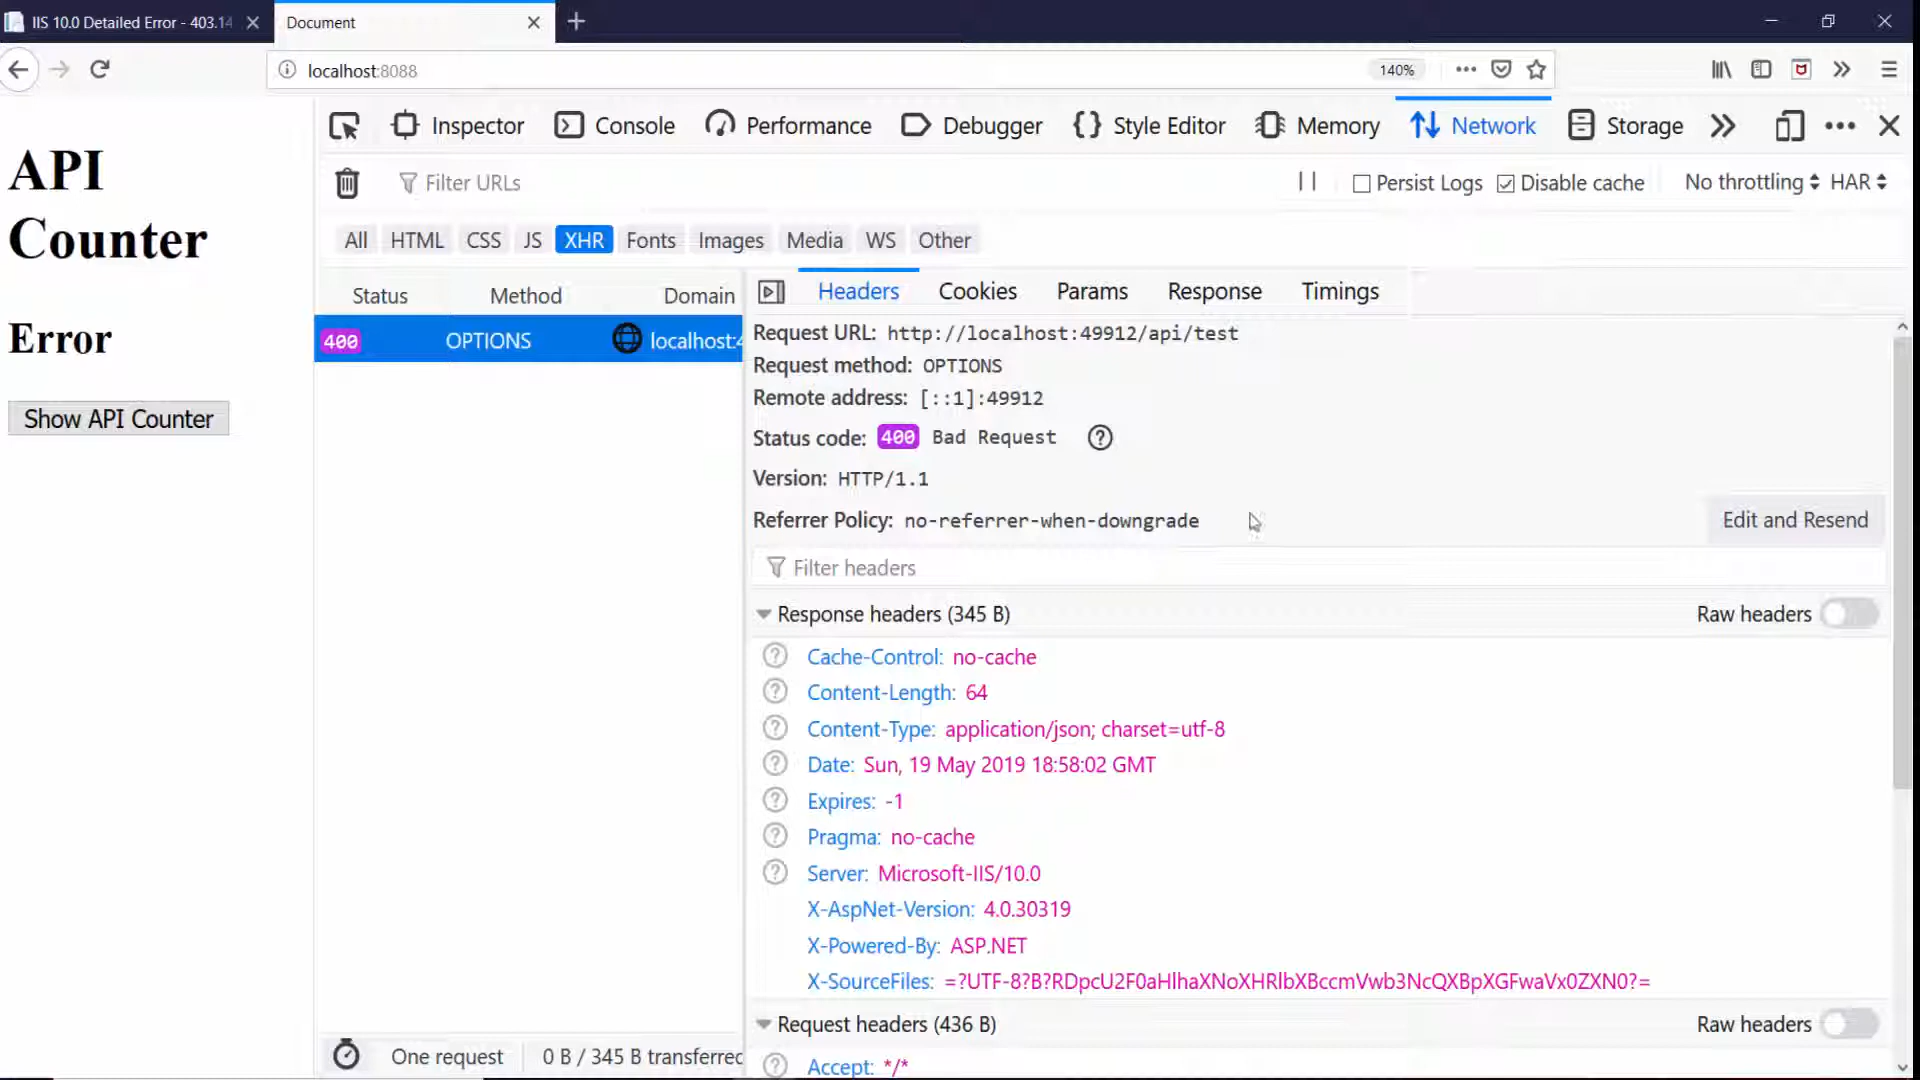 IIS 10.0 Detailed Error - 403.14
Document
localhost:8088
140%
API
Counter
Error
Show API Counter
Inspector
Console
Performance
Debugger
Style Editor
Memory
Network
Storage
Filter URLs
Persist Logs
Disable cache
No throttling
HAR
All
HTML
CSS
JS
XHR
Fonts
Images
Media
WS
Other
Status
Method
Domain
400
OPTIONS
localhost:4
Headers
Cookies
Params
Response
Timings
Request URL: http://localhost:49912/api/test
Request method: OPTIONS
Remote address: [::1]:49912
Status code: 400 Bad Request
Version: HTTP/1.1
Referrer Policy: no-referrer-when-downgrade
Edit and Resend
Filter headers
Response headers (345 B)
Raw headers
Cache-Control: no-cache
Content-Length: 64
Content-Type: application/json; charset=utf-8
Date: Sun, 19 May 2019 18:58:02 GMT
Expires: -1
Pragma: no-cache
Server: Microsoft-IIS/10.0
X-AspNet-Version: 4.0.30319
X-Powered-By: ASP.NET
X-SourceFiles: =?UTF-8?B?RDpcU2F0aHlhaXNoXHRlbXBccmVwb3NcQXBpXGFwaVx0ZXN0?=
Request headers (436 B)
Raw headers
Accept: */*
One request
0 B / 345 B transferred